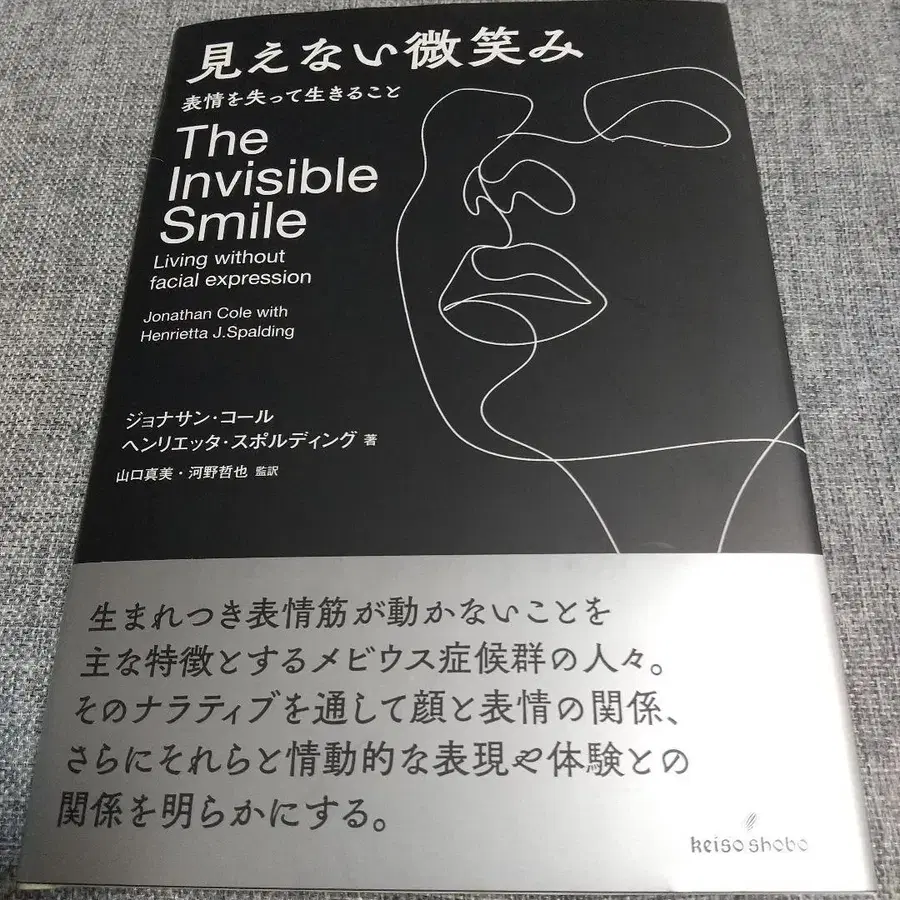 見えない微笑み
表情を失って生きること
The
Invisible
Smile
Living without
facial expression
Jonathan Cole with
Henrietta J.Spalding
ジョナサン・コール
ヘンリエッタ・スポルディング 著
山口真美・河野哲也 監訳
生まれつき表情筋が動かないことを
主な特徴とするメビウス症候群の人々。
そのナラティブを通して顔と表情の関係、
さらにそれらと情動的な表現や体験との
関係を明らかにする。
keiso shobo